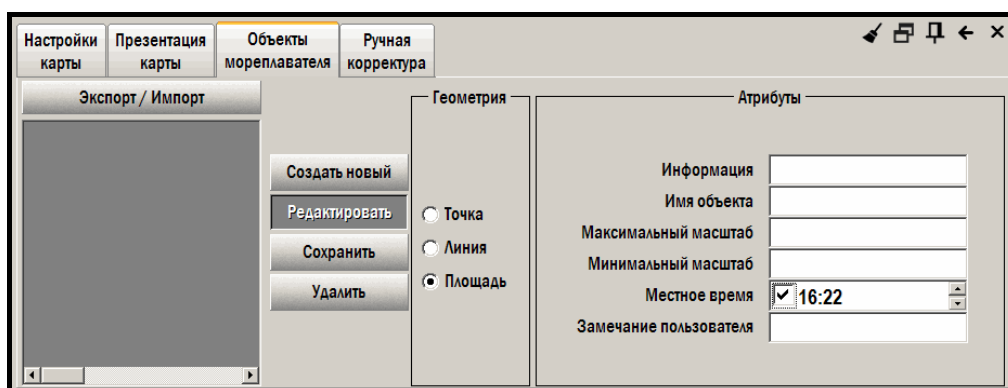 Настройки карты
Презентация карты
Объекты мореплавателя
Ручная корректура
Экспорт / Импорт
Создать новый
Редактировать
Сохранить
Удалить
Геометрия
Точка
Линия
Площадь
Атрибуты
Информация
Имя объекта
Максимальный масштаб
Минимальный масштаб
Местное время
16:22
Замечание пользователя